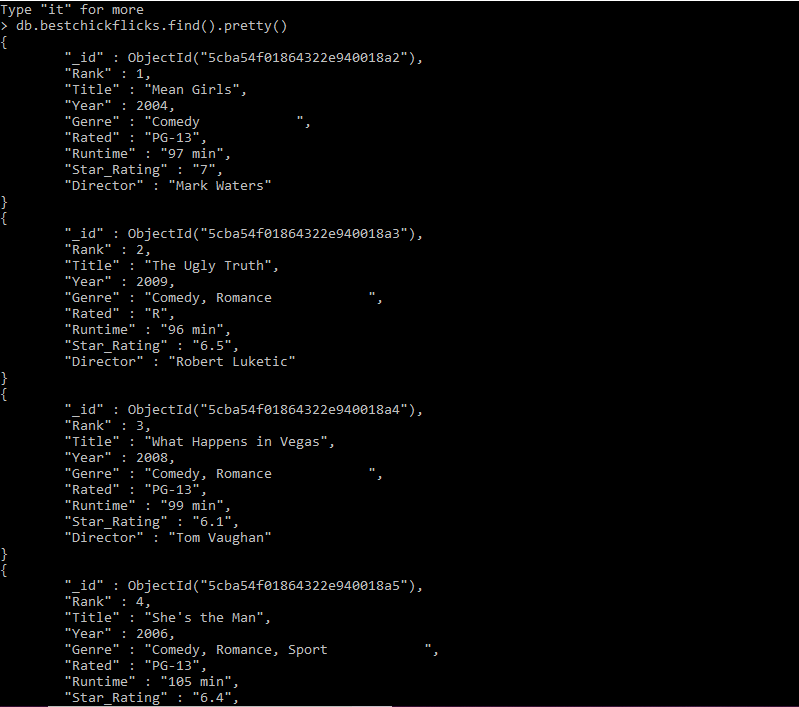 Type "it" for more
> db.bestchickflicks.find().pretty()
{
        "_id" : ObjectId("5cba54f01864322e940018a2"),
        "Rank" : 1,
        "Title" : "Mean Girls",
        "Year" : 2004,
        "Genre" : "Comedy            ",
        "Rated" : "PG-13",
        "Runtime" : "97 min",
        "Star_Rating" : "7",
        "Director" : "Mark Waters"
}
{
        "_id" : ObjectId("5cba54f01864322e940018a3"),
        "Rank" : 2,
        "Title" : "The Ugly Truth",
        "Year" : 2009,
        "Genre" : "Comedy, Romance            ",
        "Rated" : "R",
        "Runtime" : "96 min",
        "Star_Rating" : "6.5",
        "Director" : "Robert Luketic"
}
{
        "_id" : ObjectId("5cba54f01864322e940018a4"),
        "Rank" : 3,
        "Title" : "What Happens in Vegas",
        "Year" : 2008,
        "Genre" : "Comedy, Romance            ",
        "Rated" : "PG-13",
        "Runtime" : "99 min",
        "Star_Rating" : "6.1",
        "Director" : "Tom Vaughan"
}
{
        "_id" : ObjectId("5cba54f01864322e940018a5"),
        "Rank" : 4,
        "Title" : "She's the Man",
        "Year" : 2006,
        "Genre" : "Comedy, Romance, Sport            ",
        "Rated" : "PG-13",
        "Runtime" : "105 min",
        "Star_Rating" : "6.4",